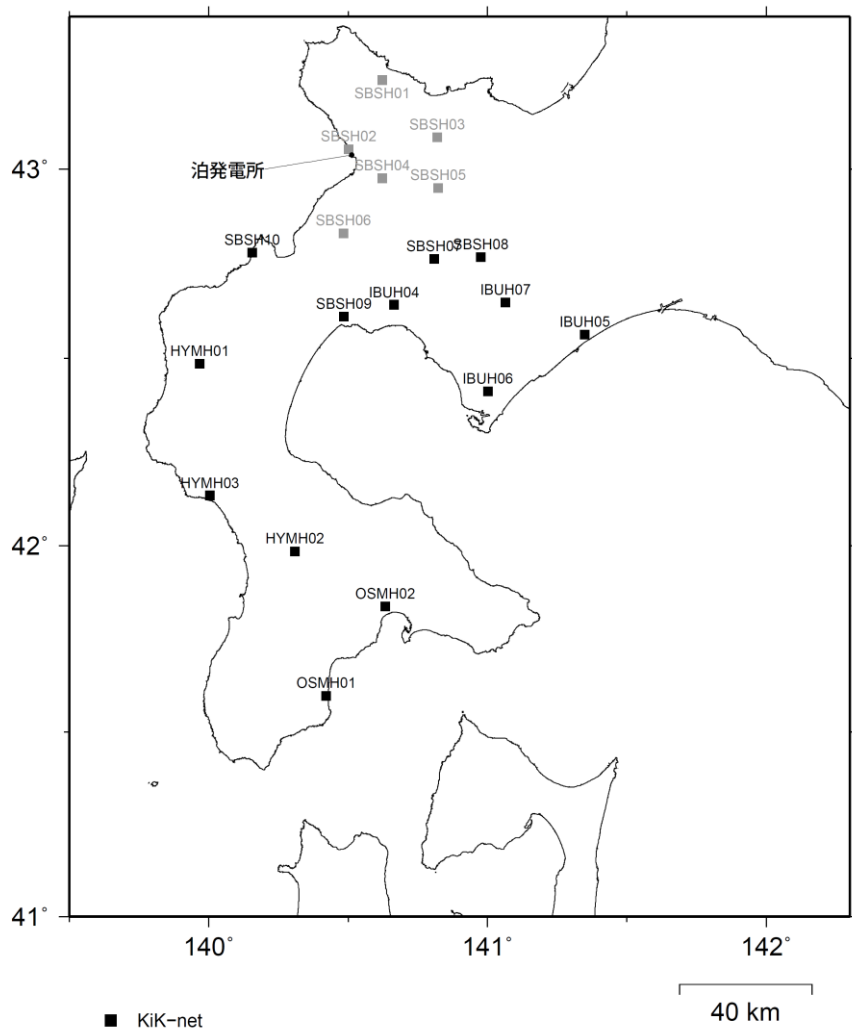 SBSH01
SBSH03
SBSH02
43°
泊発電所
SBSH04
SBSH05
SBSH06
SBSH10
SBSH07
SBSH08
IBUH04
IBUH07
SBSH09
IBUH05
HYMH01
IBUH06
HYMH03
HYMH02
42°
OSMH02
OSMH01
41°
140°
141°
142°
KiK-net
40 km